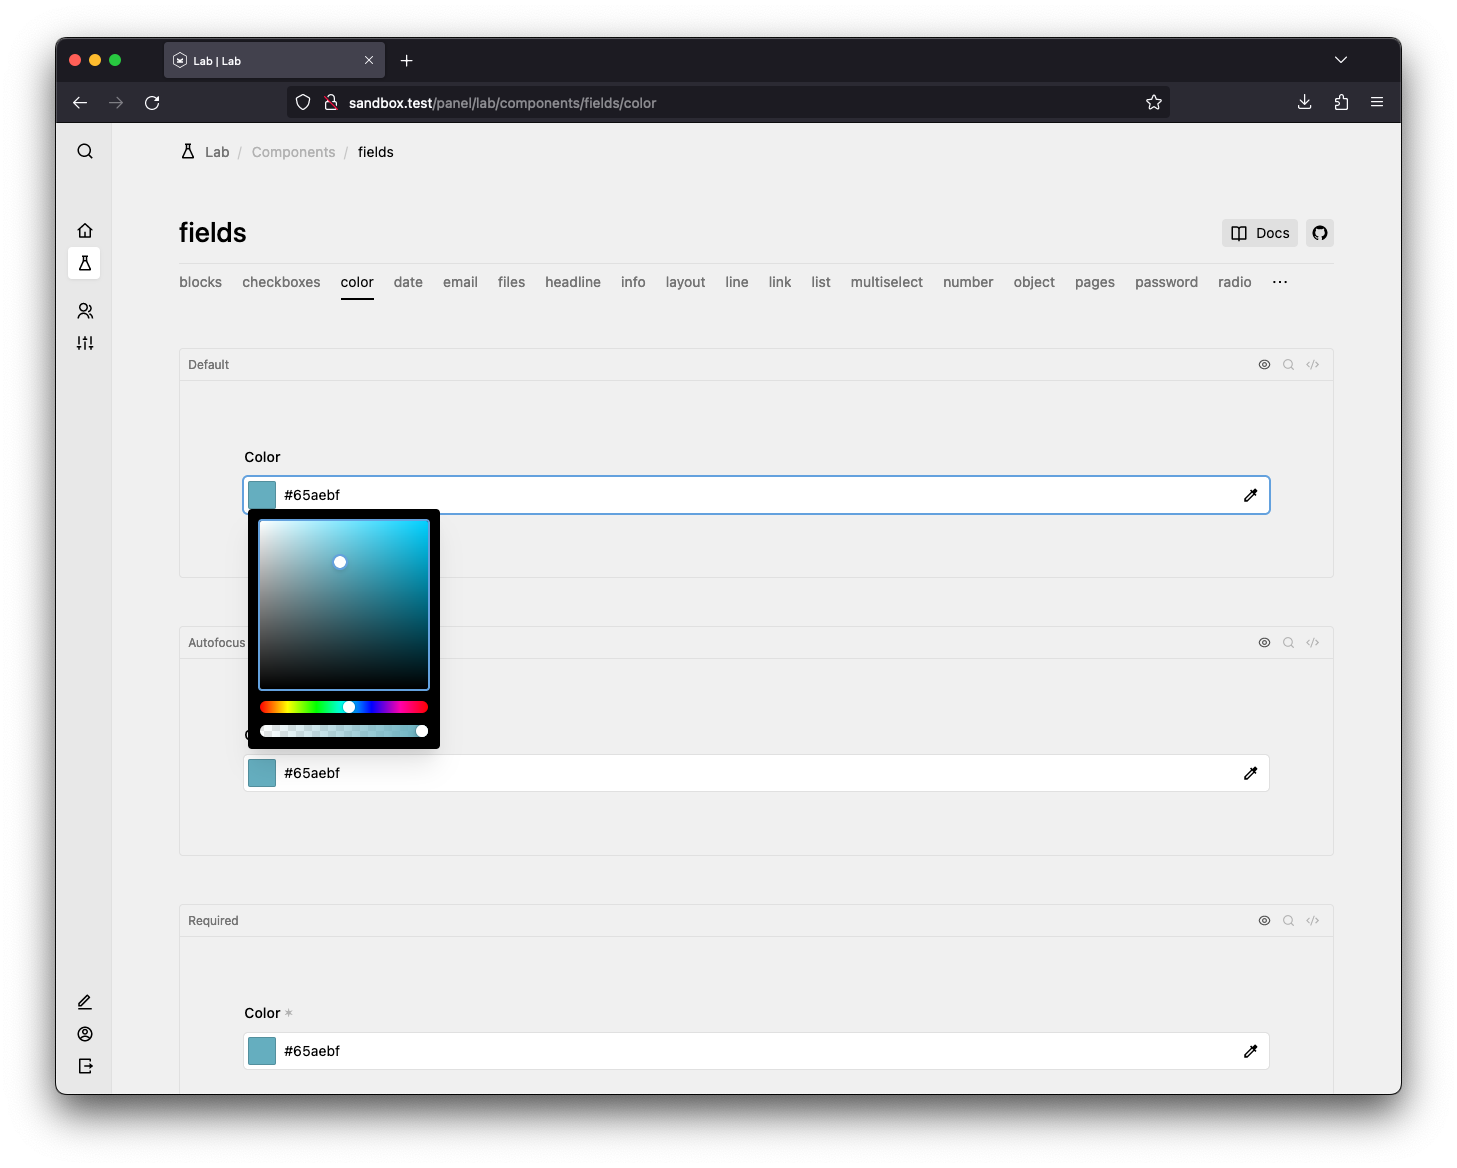 Lab | Lab
sandbox.test/panel/lab/components/fields/color
Lab / Components / fields
fields
Docs
blocks checkboxes color date email files headline info layout line link list multiselect number object pages password radio ...
Default
Color
#65aebf
Autofocus
#65aebf
Required
Color *
#65aebf